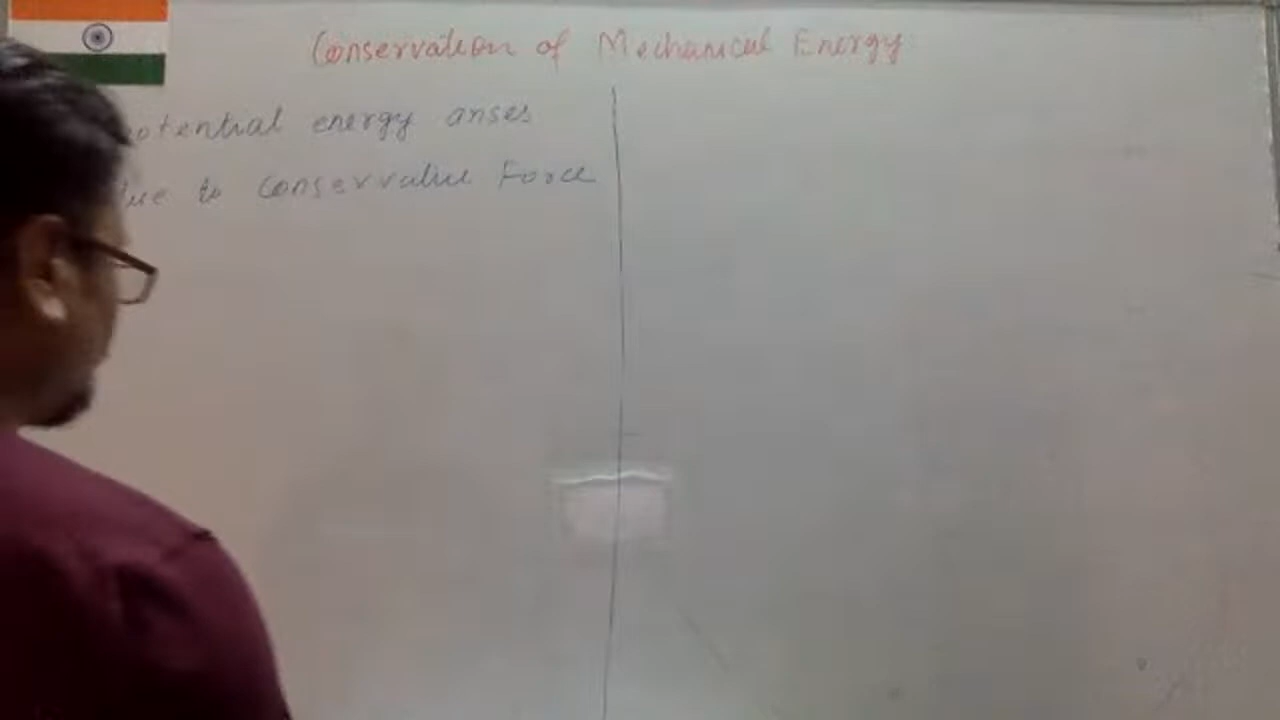 Conservation of Mechanical Energy
potential energy arises
due to conservative Force